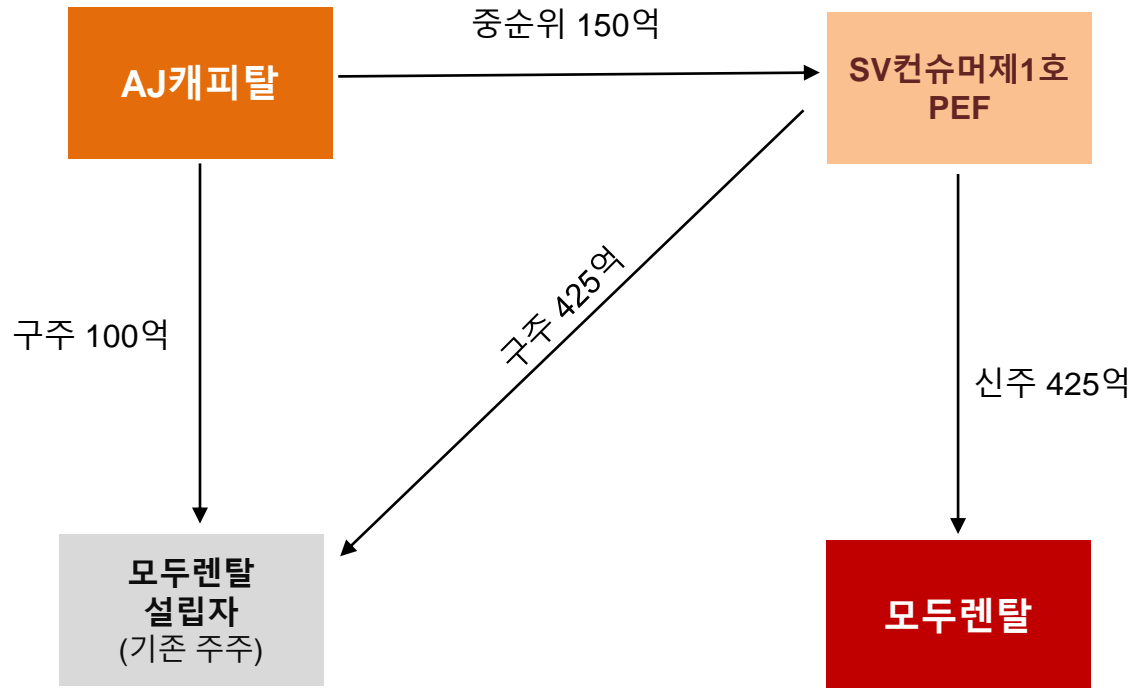 중순위 150억
AJ캐피탈
SV컨슈머제1호
PEF
구주 100억
구주 425억
신주 425억
모두렌탈
설립자
(기존 주주)
모두렌탈